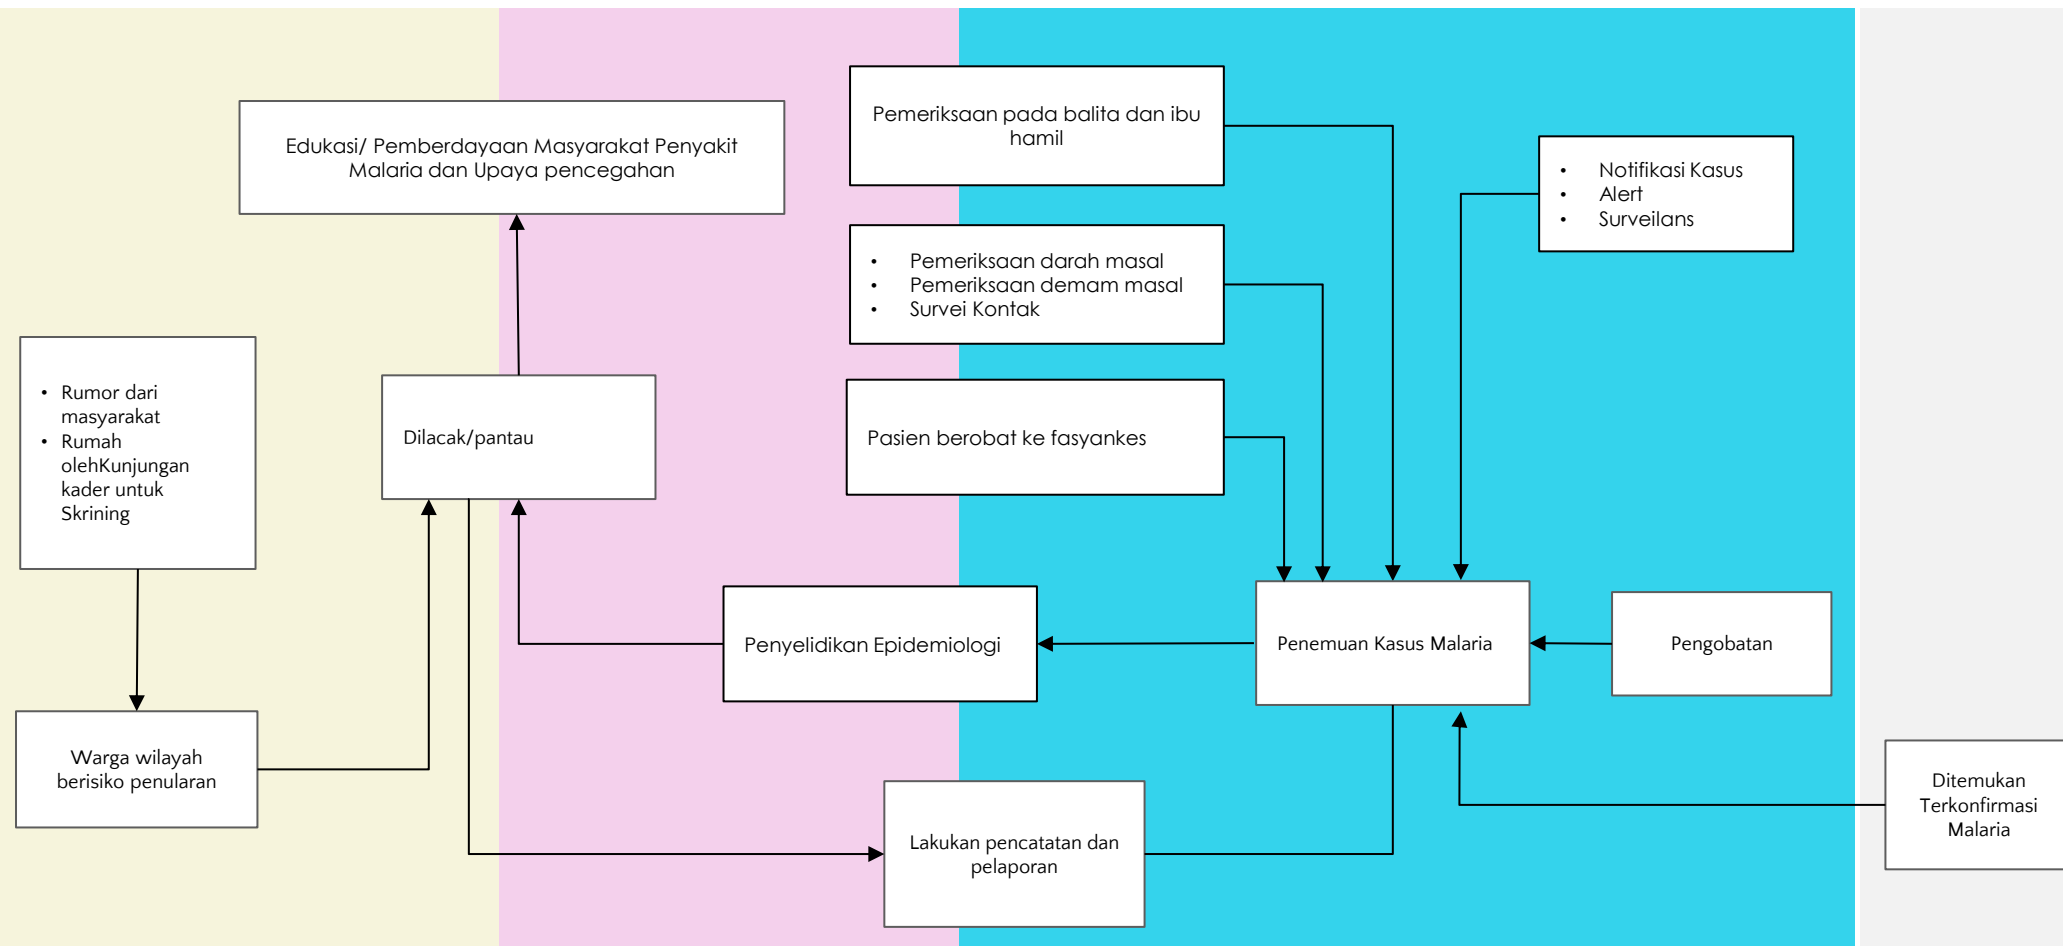 Pemeriksaan pada balita dan ibu
hamil
Edukasi/ Pemberdayaan Masyarakat Penyakit
Malaria dan Upaya pencegahan
• Notifikasi Kasus
• Alert
• Surveilans
• Pemeriksaan darah masal
• Pemeriksaan demam masal
• Survei Kontak
• Rumor dari
masyarakat
• Rumah
olehKunjungan
kader untuk
Skrining
Dilacak/pantau
Pasien berobat ke fasyankes
Penyelidikan Epidemiologi
Penemuan Kasus Malaria
Pengobatan
Warga wilayah
berisiko penularan
Lakukan pencatatan dan
pelaporan
Ditemukan
Terkonfirmasi
Malaria